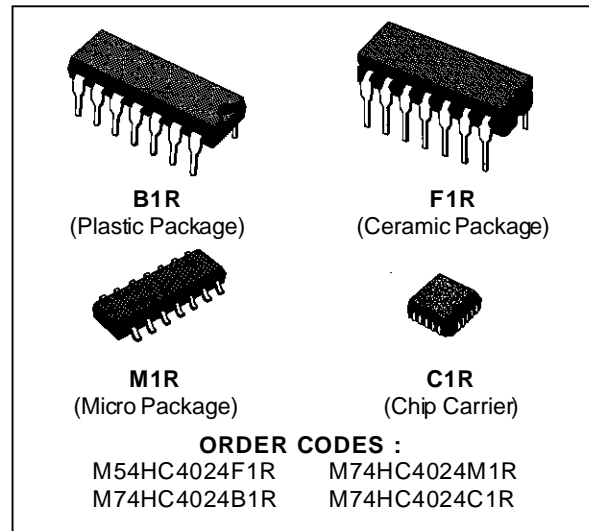 B1R
(Plastic Package)
F1R
(Ceramic Package)
M1R
(Micro Package)
C1R
(Chip Carrier)
ORDER CODES :
M54HC4024F1R M74HC4024M1R
M74HC4024B1R M74HC4024C1R